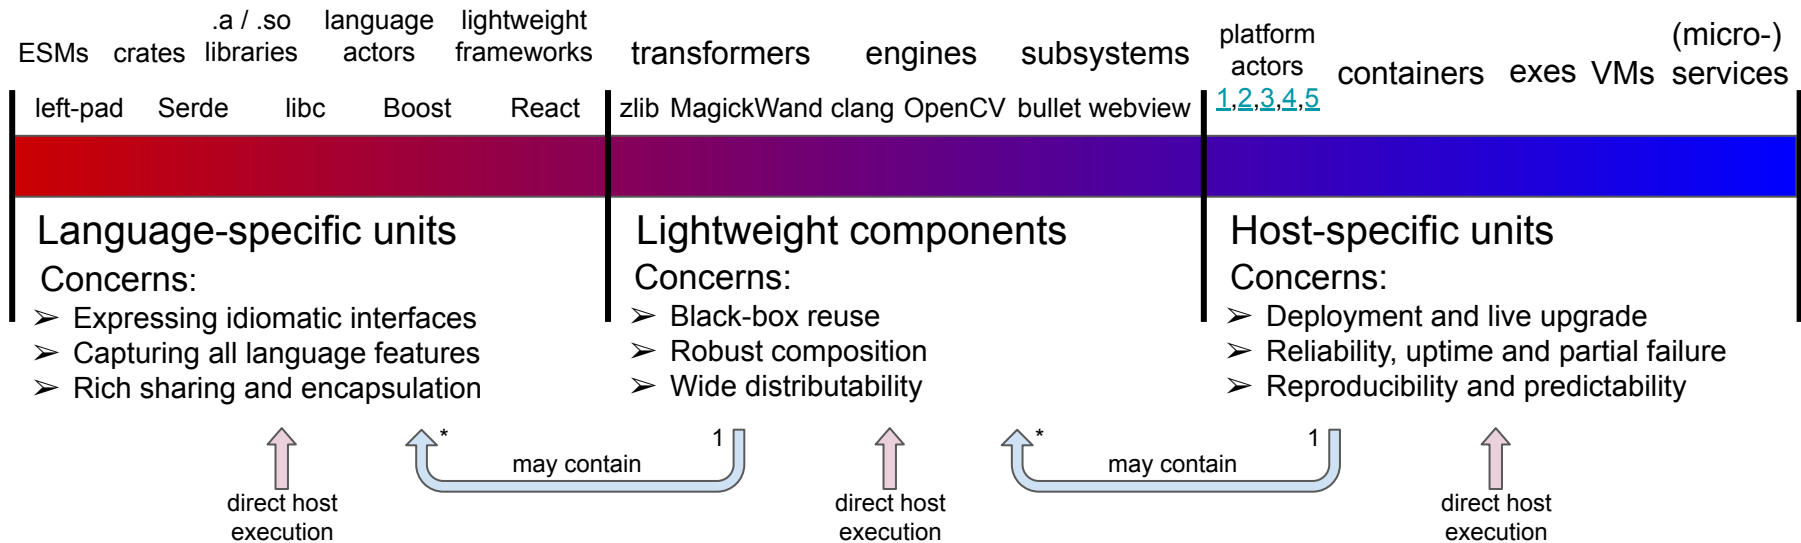 ESMs
crates
.a / .so
libraries
language
actors
lightweight
frameworks
transformers
engines
subsystems
platform
actors
1,2,3,4,5
containers
exes
VMs
(micro-)
services
left-pad
Serde
libc
Boost
React
zlib
MagickWand
clang
OpenCV
bullet
webview
Language-specific units
Concerns:
➢ Expressing idiomatic interfaces
➢ Capturing all language features
➢ Rich sharing and encapsulation
Lightweight components
Concerns:
➢ Black-box reuse
➢ Robust composition
➢ Wide distributability
Host-specific units
Concerns:
➢ Deployment and live upgrade
➢ Reliability, uptime and partial failure
➢ Reproducibility and predictability
direct host
execution
*
may contain
1
direct host
execution
*
may contain
1
direct host
execution